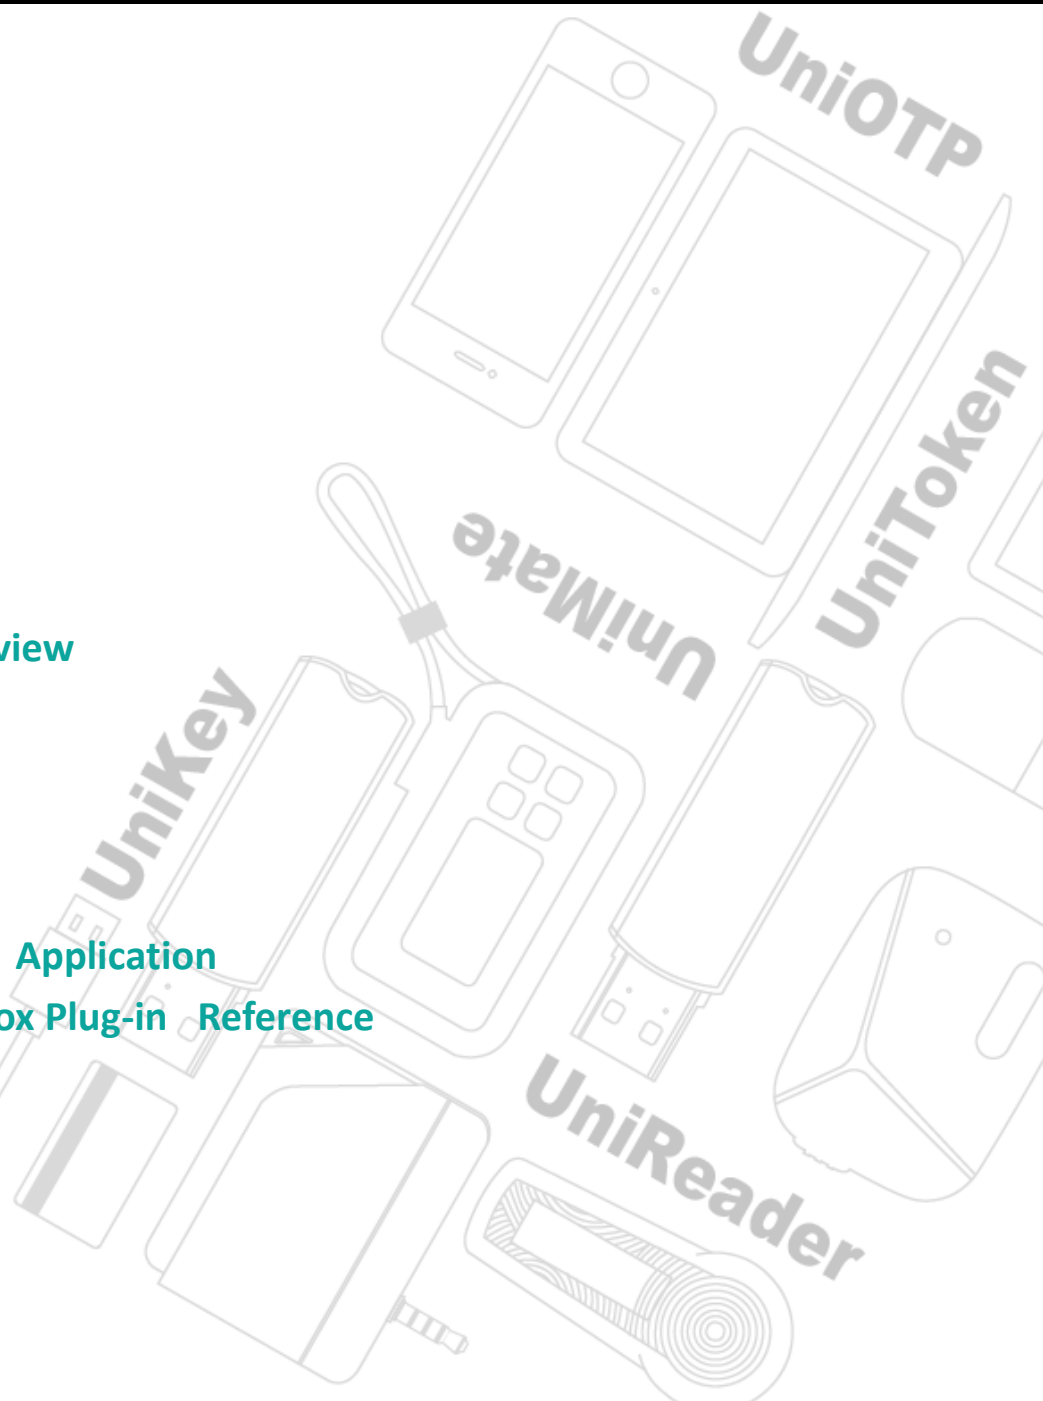 UniOTP
UniToken
UniMate
view
UniKey
Application
ox Plug-in Reference
UniReader